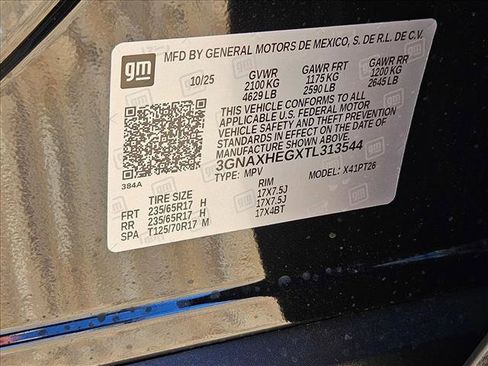 gm
MFD BY GENERAL MOTORS DE MEXICO, S. DE R.L. DE C.V.
10/25 GVWR GAWR FRT GAWR RR
2100 KG 1175 KG 1200 KG
4629 LB 2590 LB 2645 LB
THIS VEHICLE CONFORMS TO ALL
APPLICABLE U.S. FEDERAL MOTOR
VEHICLE SAFETY AND THEFT PREVENTION
STANDARDS IN EFFECT ON THE DATE OF
MANUFACTURE SHOWN ABOVE.
3GNAXHEGXTL313544
TYPE: MPV MODEL: X41PT26
384A
TIRE SIZE RIM
FRT 235/65R17 H 17X7.5J
RR 235/65R17 H 17X7.5J
SPA T125/70R17 M 17X4BT